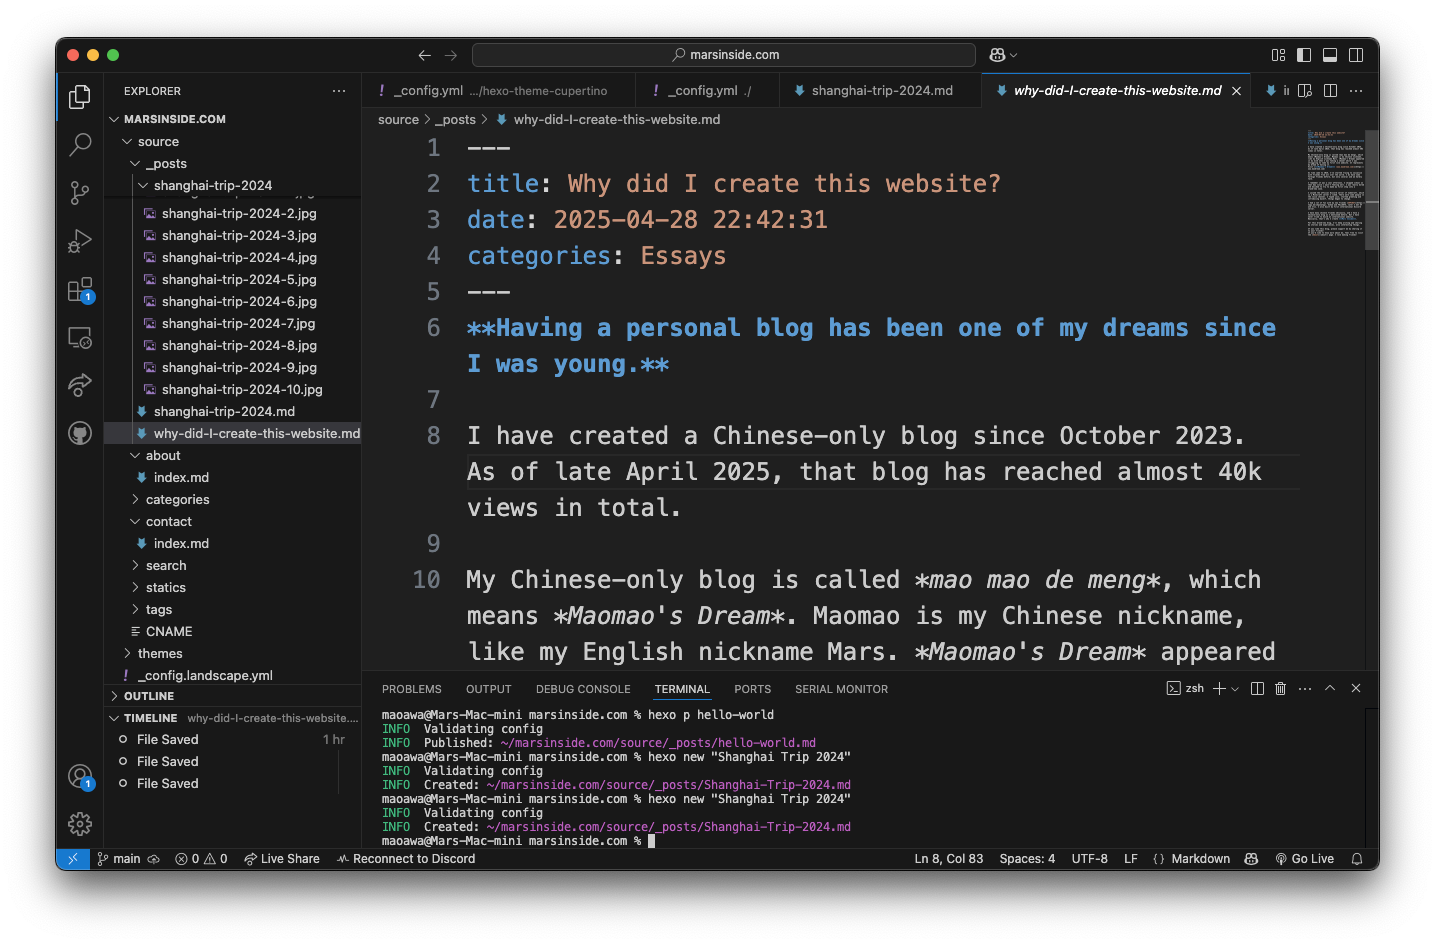 marsinside.com
EXPLORER
MARSINSIDE.COM
source
_posts
shanghai-trip-2024
shanghai-trip-2024-2.jpg
shanghai-trip-2024-3.jpg
shanghai-trip-2024-4.jpg
shanghai-trip-2024-5.jpg
shanghai-trip-2024-6.jpg
shanghai-trip-2024-7.jpg
shanghai-trip-2024-8.jpg
shanghai-trip-2024-9.jpg
shanghai-trip-2024-10.jpg
shanghai-trip-2024.md
why-did-I-create-this-website.md
about
index.md
categories
contact
index.md
search
statics
tags
CNAME
themes
! _config.landscape.yml
OUTLINE
TIMELINE why-did-I-create-this-website....
File Saved 1 hr
File Saved
File Saved
1
1
! _config.yml .../hexo-theme-cupertino
! _config.yml ./
shanghai-trip-2024.md
why-did-I-create-this-website.md
source > _posts > why-did-I-create-this-website.md
1 ---
2 title: Why did I create this website?
3 date: 2025-04-28 22:42:31
4 categories: Essays
5 ---
6 **Having a personal blog has been one of my dreams since
I was young.**
7
8 I have created a Chinese-only blog since October 2023.
As of late April 2025, that blog has reached almost 40k
views in total.
9
10 My Chinese-only blog is called *mao mao de meng*, which
means *Maomao's Dream*. Maomao is my Chinese nickname,
like my English nickname Mars. *Maomao's Dream* appeared
PROBLEMS OUTPUT DEBUG CONSOLE TERMINAL PORTS SERIAL MONITOR
zsh
maoawa@Mars-Mac-mini marsinside.com % hexo p hello-world
INFO Validating config
INFO Published: ~/marsinside.com/source/_posts/hello-world.md
maoawa@Mars-Mac-mini marsinside.com % hexo new "Shanghai Trip 2024"
INFO Validating config
INFO Created: ~/marsinside.com/source/_posts/Shanghai-Trip-2024.md
maoawa@Mars-Mac-mini marsinside.com % hexo new "Shanghai Trip 2024"
INFO Validating config
INFO Created: ~/marsinside.com/source/_posts/Shanghai-Trip-2024.md
maoawa@Mars-Mac-mini marsinside.com %
main 0 0 Live Share Reconnect to Discord Ln 8, Col 83 Spaces: 4 UTF-8 LF {} Markdown Go Live